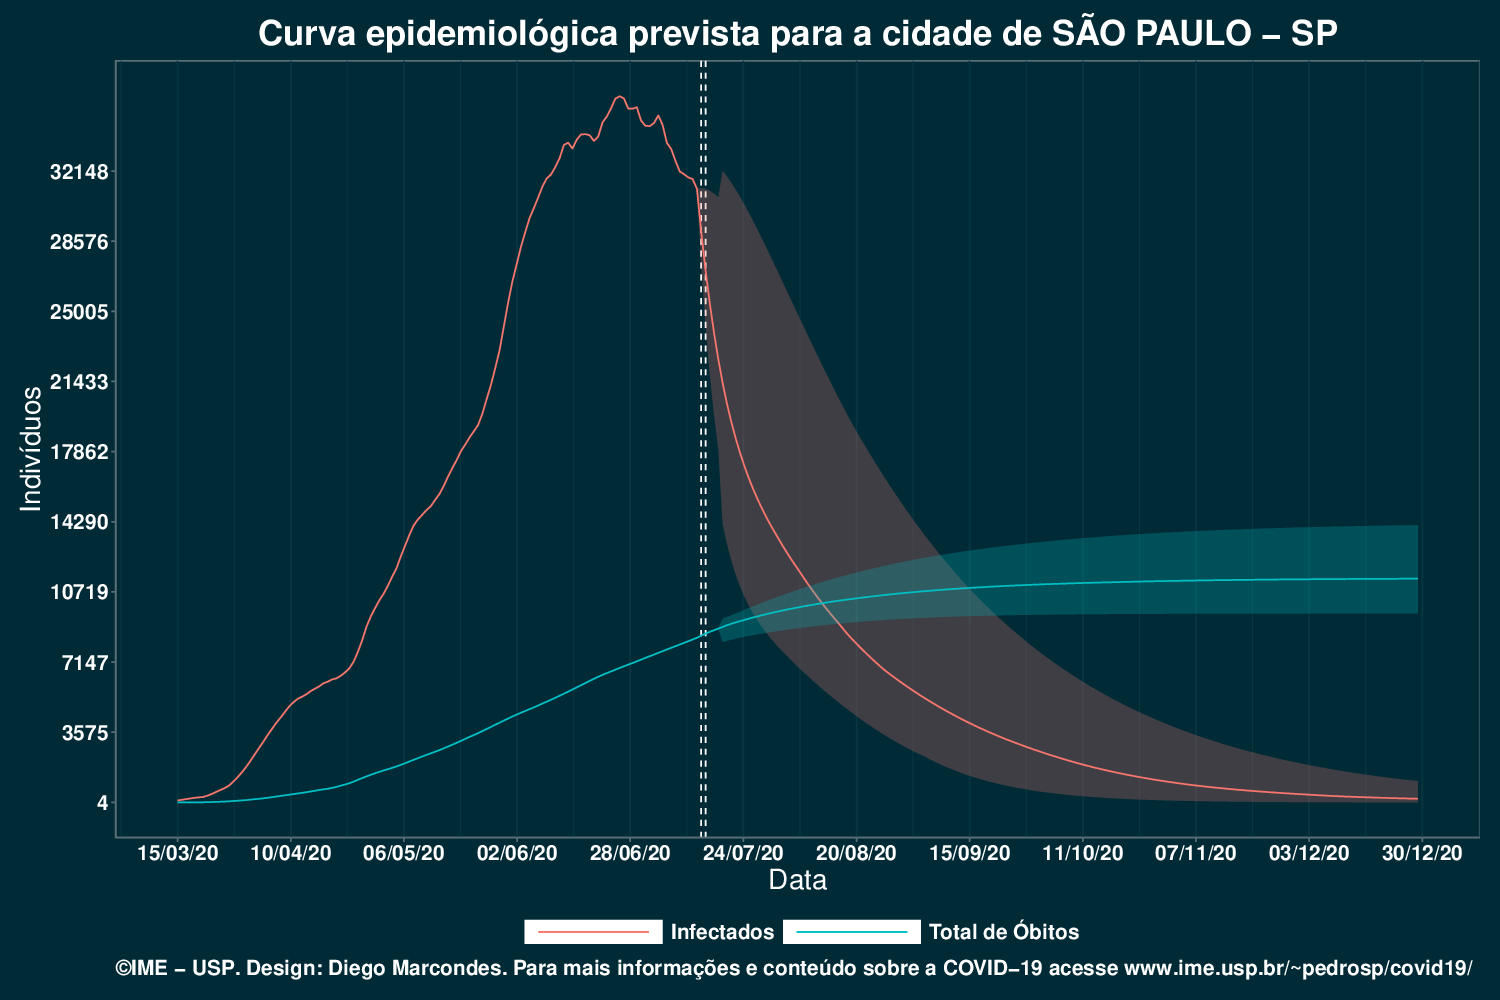 Curva epidemiológica prevista para a cidade de SÃO PAULO – SP
Indivíduos
32148
28576
25005
21433
17862
14290
10719
7147
3575
4
15/03/20 10/04/20 06/05/20 02/06/20 28/06/20 24/07/20 20/08/20 15/09/20 11/10/20 07/11/20 03/12/20 30/12/20
Data
Infectados Total de Óbitos
©IME – USP. Design: Diego Marcondes. Para mais informações e conteúdo sobre a COVID–19 acesse www.ime.usp.br/~pedrosp/covid19/